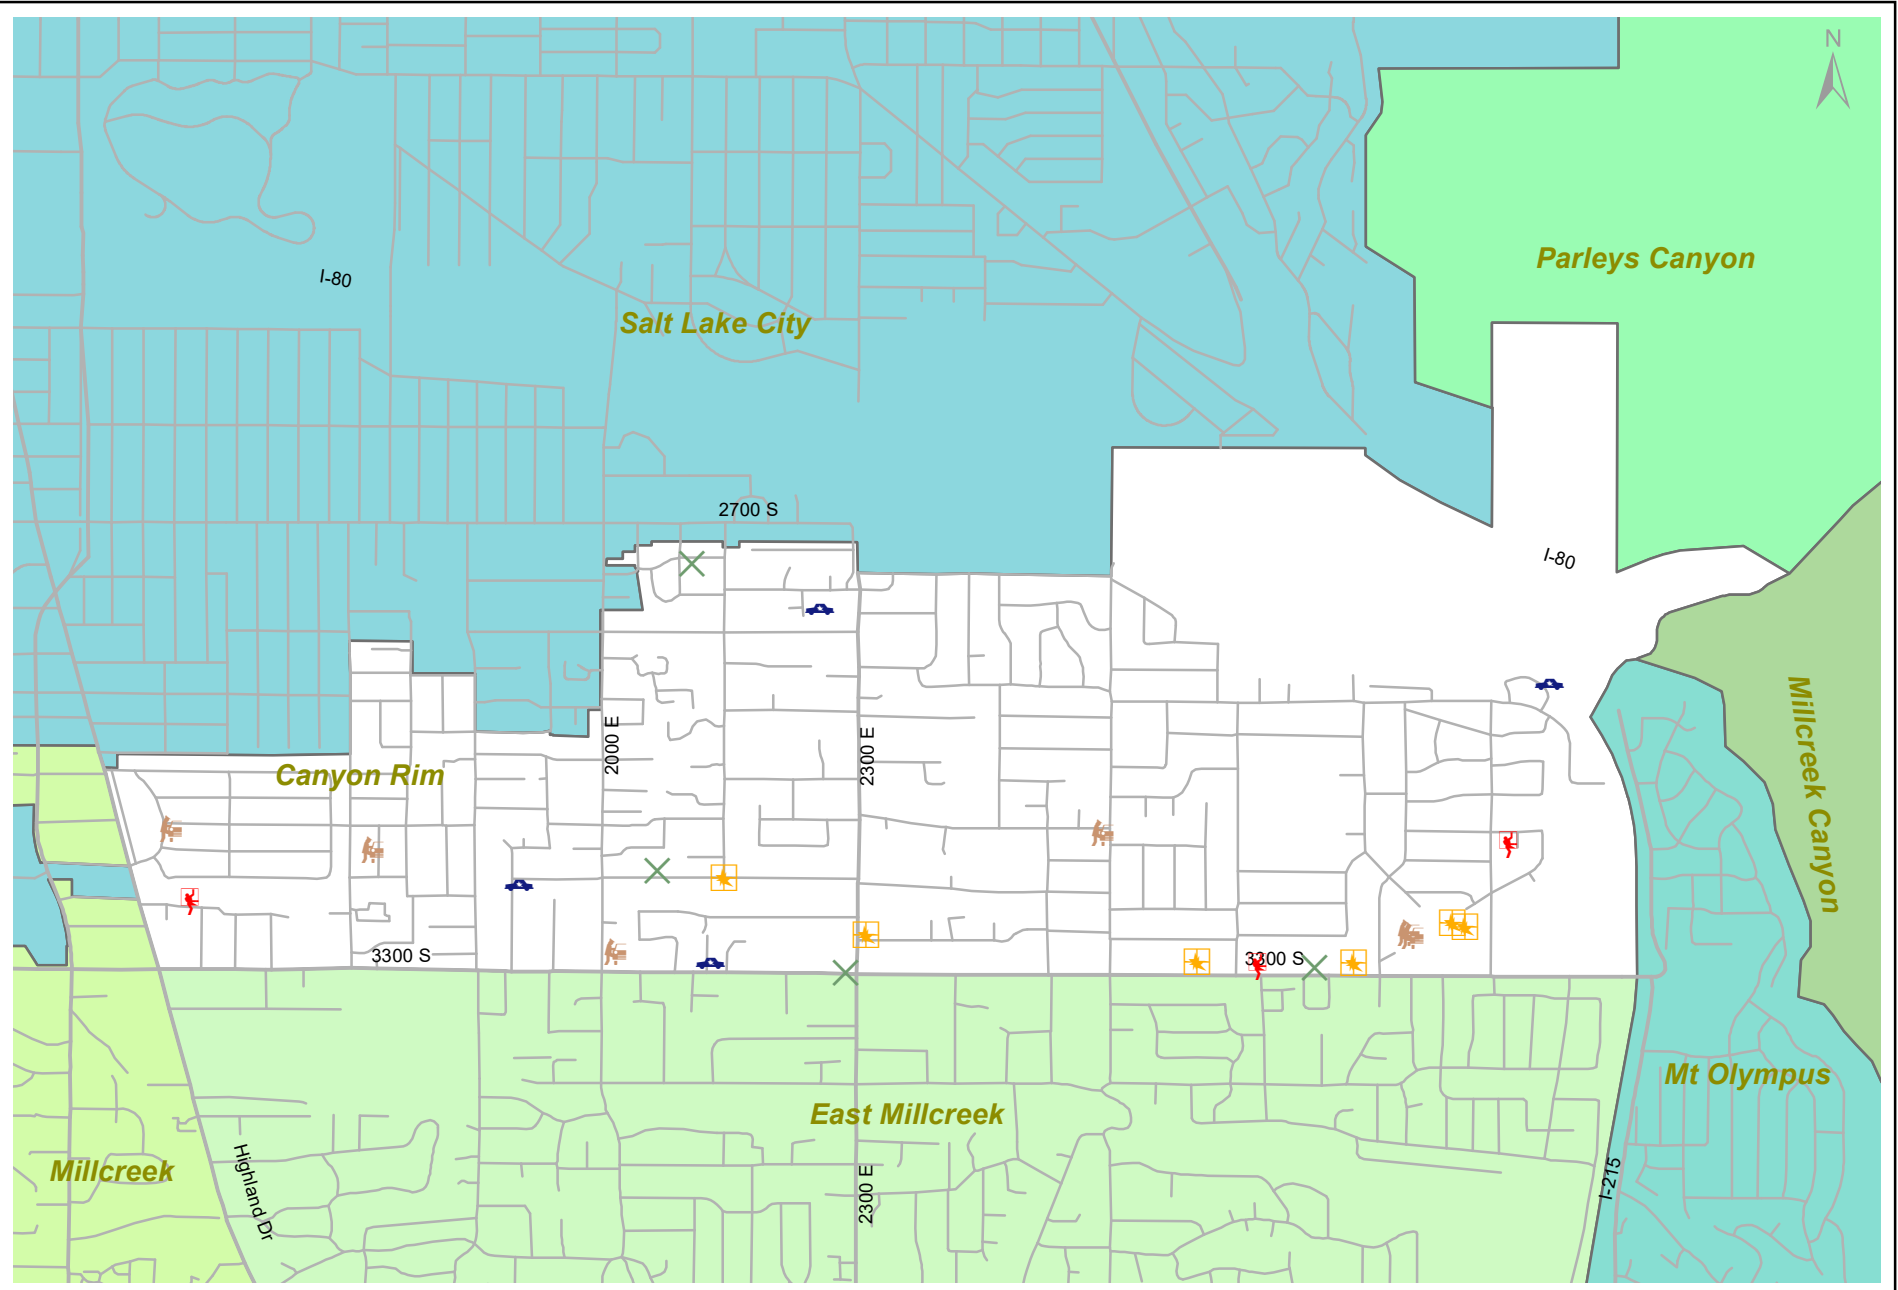 N
Parleys Canyon
I-80
Salt Lake City
2700 S
I-80
Millcreek Canyon
2000 E
2300 E
Canyon Rim
3300 S
3300 S
Mt Olympus
East Millcreek
Millcreek
Highland Dr
2300 E
I-215